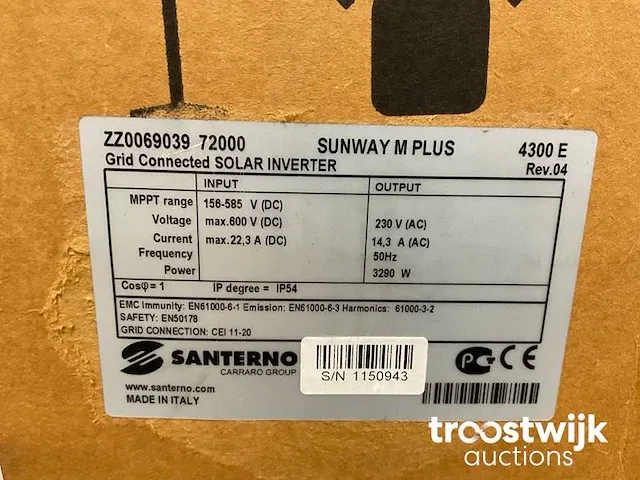 ZZ0069039 72000 SUNWAY M PLUS 4300 E
Grid Connected SOLAR INVERTER Rev.04
INPUT OUTPUT
MPPT range 156-585 V (DC)
Voltage max.600 V (DC) 230 V (AC)
Current max.22,3 A (DC) 14,3 A (AC)
Frequency 50Hz
Power 3290 W
Cosφ= 1 IP degree = IP54
EMC Immunity: EN61000-6-1 Emission: EN61000-6-3 Harmonics: 61000-3-2
SAFETY: EN50178
GRID CONNECTION: CEI 11-20
SANTERNO
CARRARO GROUP
S/N 1150943
PC CE
www.santerno.com
MADE IN ITALY
troostwijk
auctions